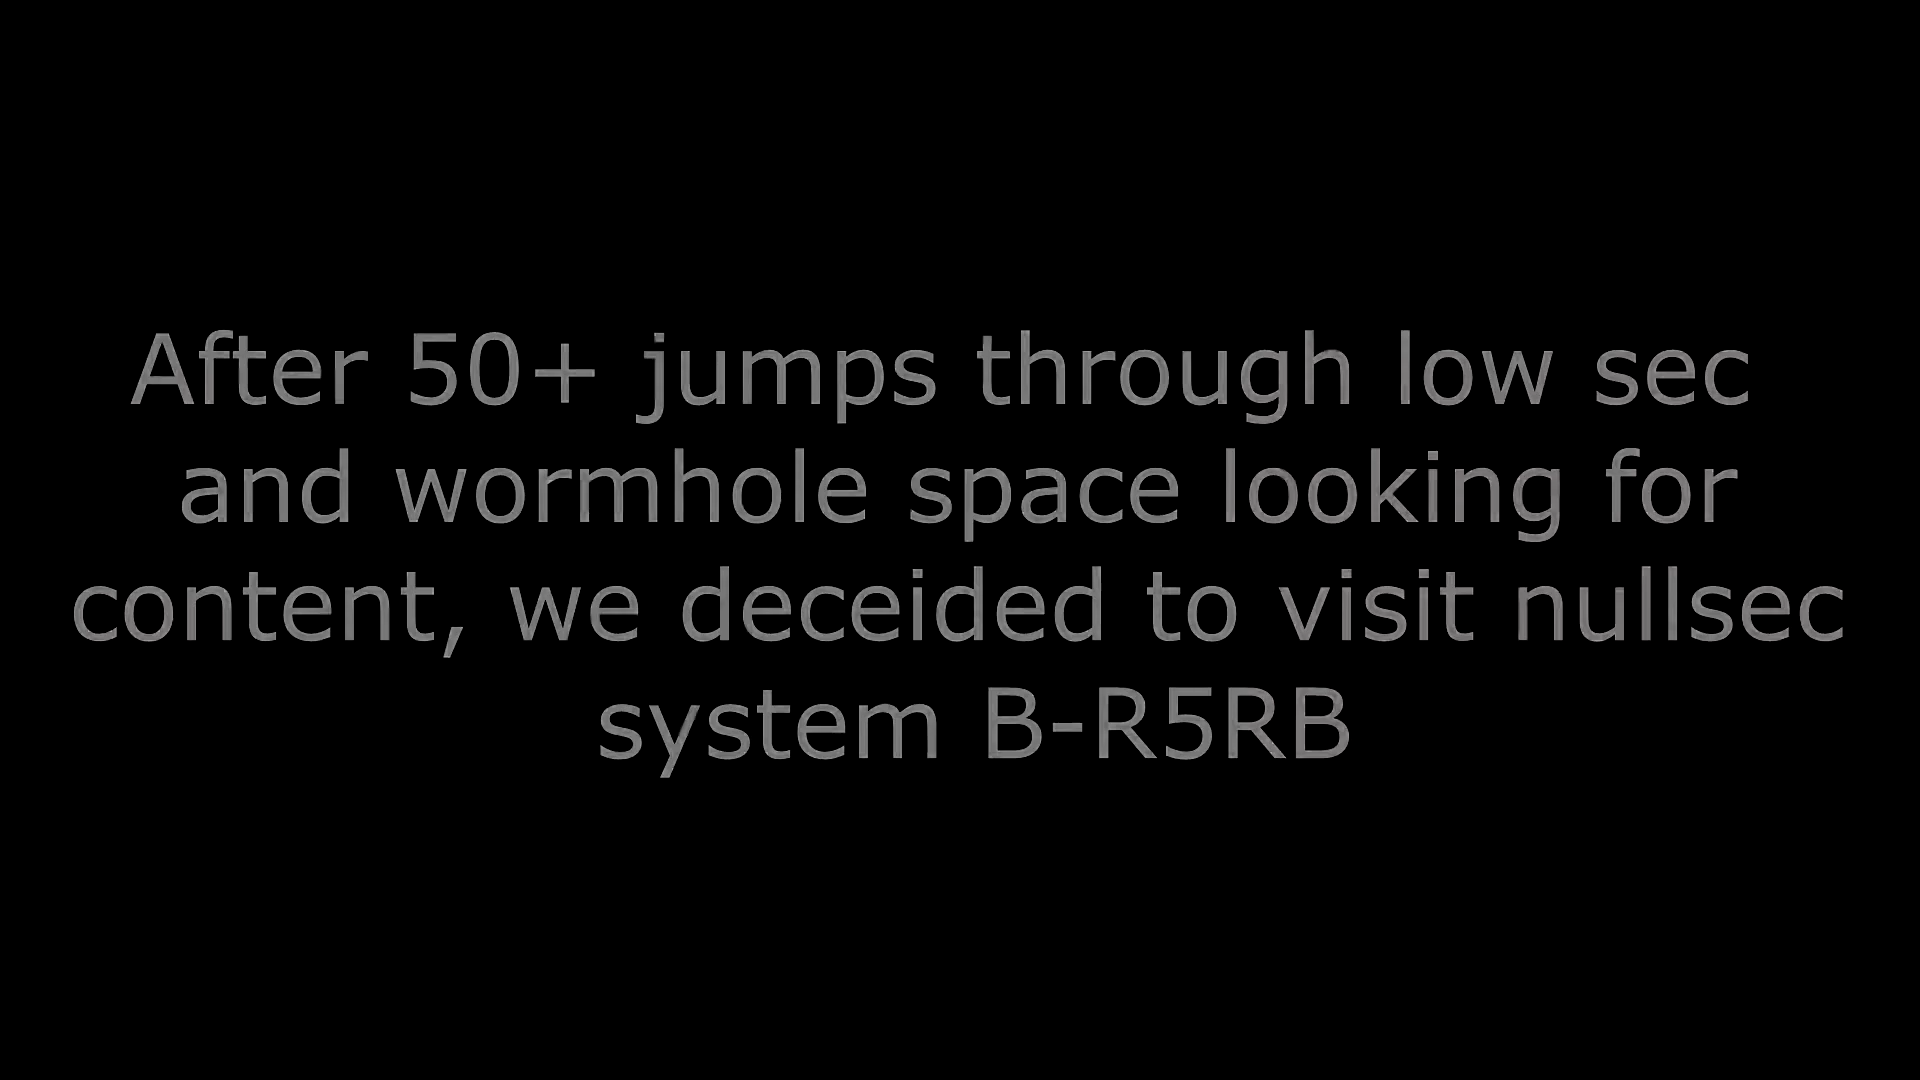 After 50+ jumps through low sec
and wormhole space looking for
content, we deceided to visit nullsec
system B-R5RB